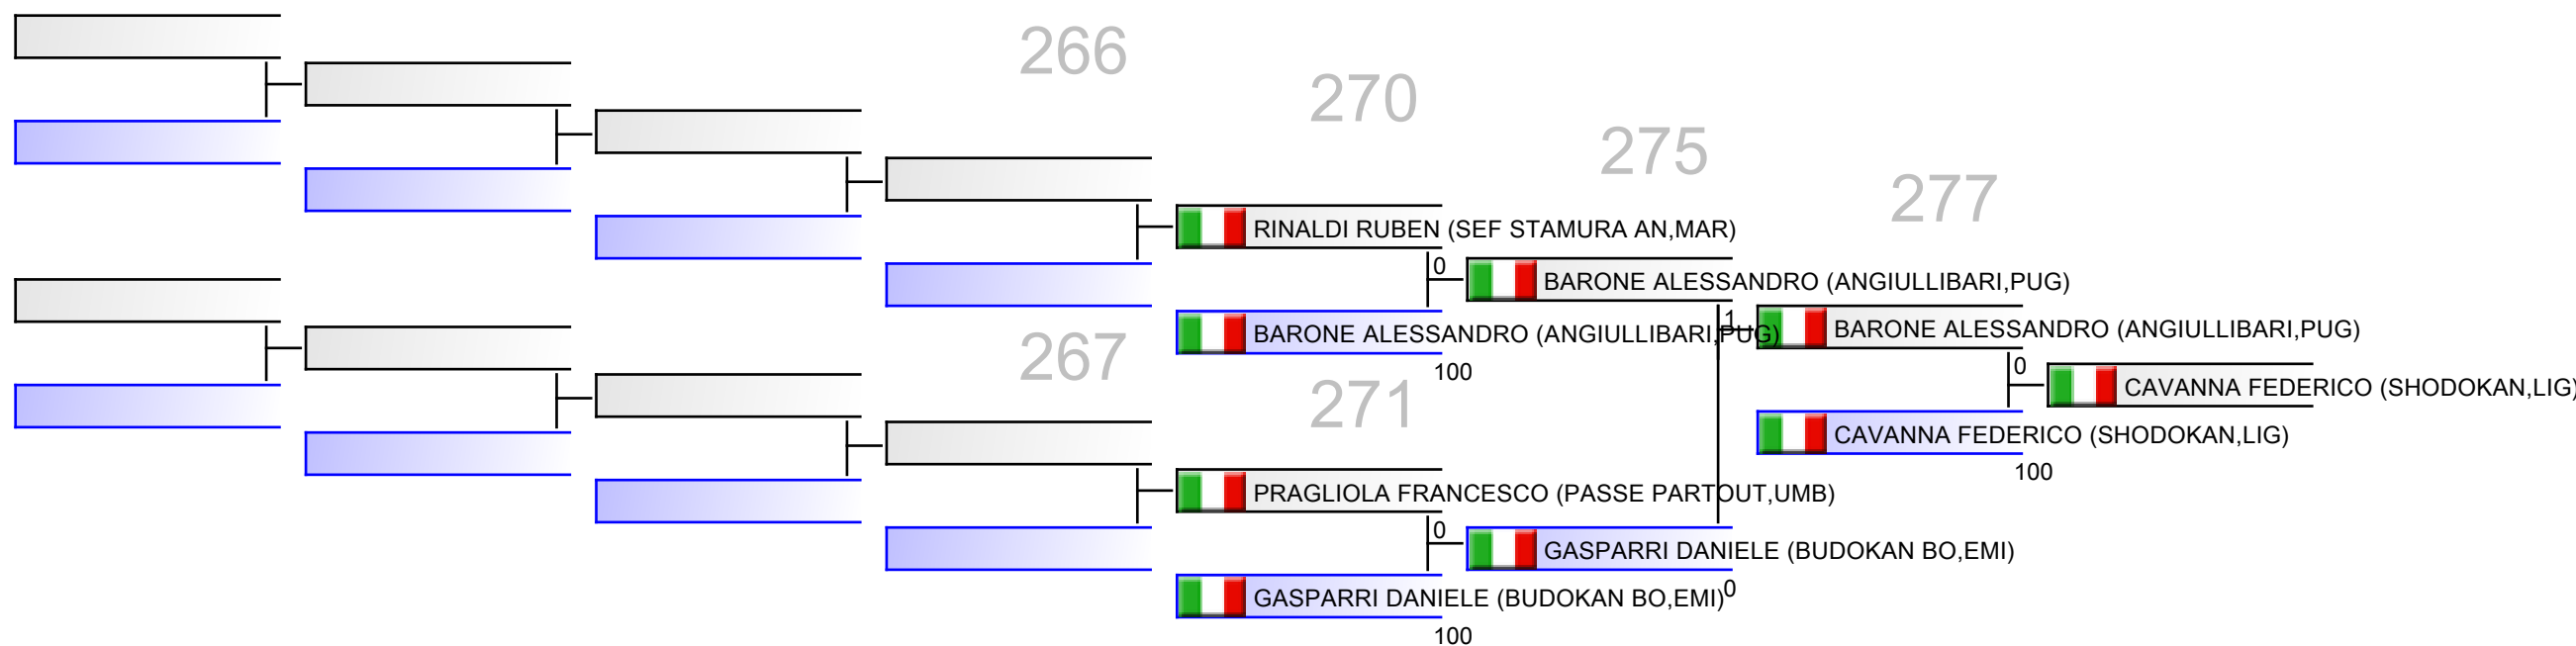 266
270
275
277
RINALDI RUBEN (SEF STAMURA AN,MAR)
0
BARONE ALESSANDRO (ANGIULLIBARI,PUG)
1
BARONE ALESSANDRO (ANGIULLIBARI,PUG)
BARONE ALESSANDRO (ANGIULLIBARI,PUG)
267
100
0
271
CAVANNA FEDERICO (SHODOKAN,LIG)
CAVANNA FEDERICO (SHODOKAN,LIG)
100
PRAGLIOLA FRANCESCO (PASSE PARTOUT,UMB)
0
GASPARRI DANIELE (BUDOKAN BO,EMI)
0
GASPARRI DANIELE (BUDOKAN BO,EMI)
100